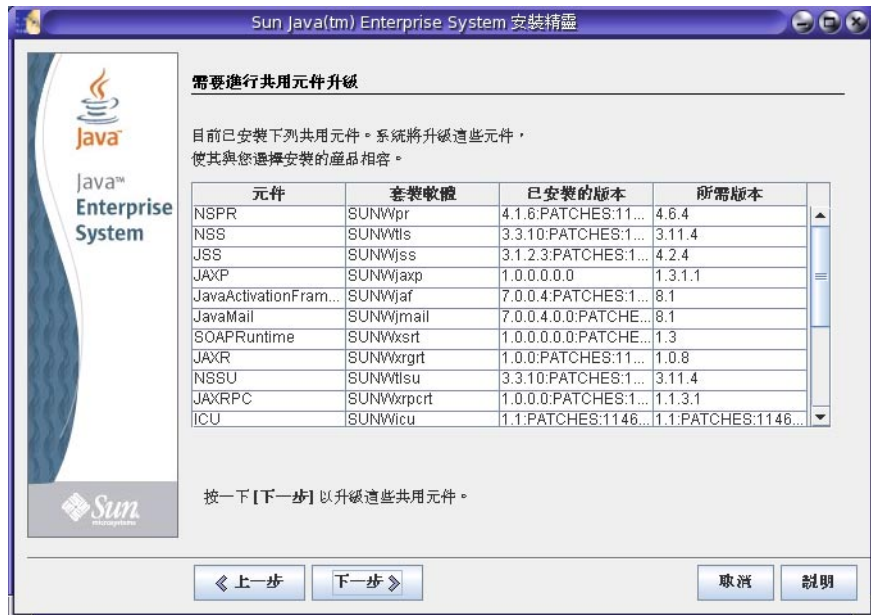 Sun Java(tm) Enterprise System 安裝精靈
Java
Java™
Enterprise
System
Sun
microsystems
需要進行共用元件升級
目前已安裝下列共用元件。系統將升級這些元件，
使其與您選擇安裝的產品相容。
元件 套裝軟體 已安裝的版本 所需版本
NSPR SUNWpr 4.1.6:PATCHES:11... 4.6.4
NSS SUNWtls 3.3.10:PATCHES:1... 3.11.4
JSS SUNWjss 3.1.2.3:PATCHES:1... 4.2.4
JAXP SUNWjaxp 1.0.0.0.0.0 1.3.1.1
JavaActivationFram... SUNWjaf 7.0.0.4:PATCHES:1... 8.1
JavaMail SUNWjmail 7.0.0.4.0.0:PATCHE... 8.1
SOAPRuntime SUNWxsrt 1.0.0.0.0.0:PATCHE... 1.3
JAXR SUNWxrgrt 1.0.0:PATCHES:11... 1.0.8
NSSU SUNWtlsu 3.3.10:PATCHES:1... 3.11.4
JAXRPC SUNWxrpcrt 1.0.0.0:PATCHES:1... 1.1.3.1
ICU SUNWicu 1.1:PATCHES:1146... 1.1:PATCHES:1146...
按一下 [下一步] 以升級這些共用元件。
上一步 下一步 取消 說明